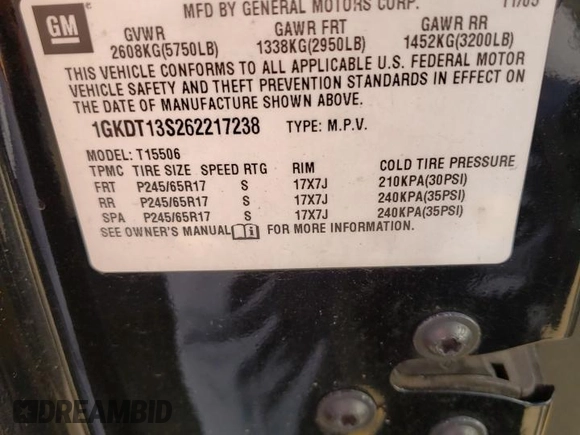 GM
MFD BY GENERAL MOTORS CORP.
11/05
GVWR GAWR FRT GAWR RR
2608KG(5750LB) 1338KG(2950LB) 1452KG(3200LB)
THIS VEHICLE CONFORMS TO ALL APPLICABLE U.S. FEDERAL MOTOR
VEHICLE SAFETY AND THEFT PREVENTION STANDARDS IN EFFECT ON
THE DATE OF MANUFACTURE SHOWN ABOVE.
1GKDT13S262217238 TYPE: M.P.V.
MODEL: T15506
TPMC TIRE SIZE SPEED RTG RIM COLD TIRE PRESSURE
FRT P245/65R17 S 17X7J 210KPA(30PSI)
RR P245/65R17 S 17X7J 240KPA(35PSI)
SPA P245/65R17 S 17X7J 240KPA(35PSI)
SEE OWNER'S MANUAL FOR MORE INFORMATION.
DREAMBID